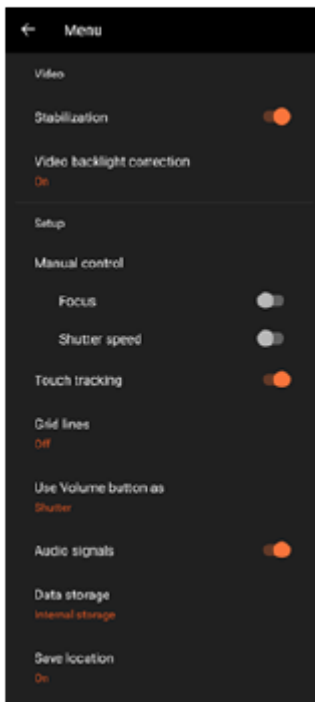 Menu
Video
Stabilization
Video backlight correction
On
Setup
Manual control
Focus
Shutter speed
Touch tracking
Grid lines
Off
Use Volume button as
Shutter
Audio signals
Data storage
Internal storage
Save location
On